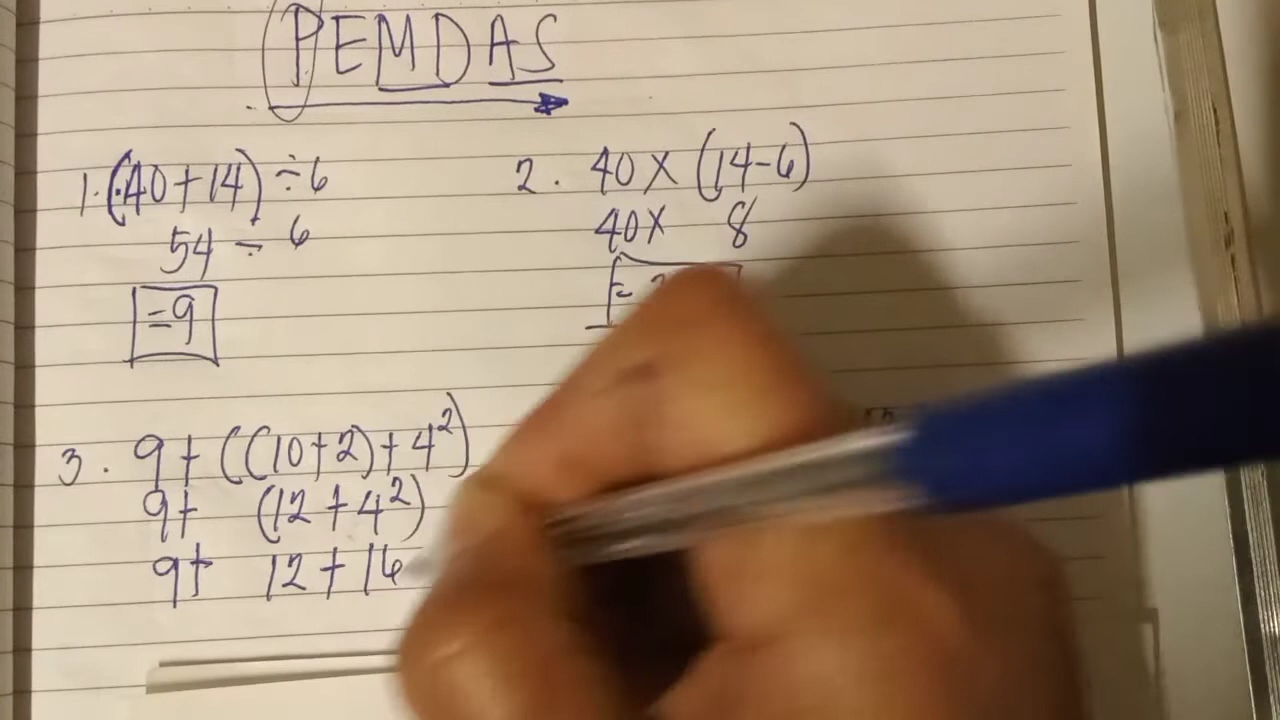 PEMDAS
1. (40+14) ÷6
54 ÷ 6
=9
2. 40 X (14-6)
40X 8
=
3. 9+ ((10+2)+4²)
9+ (12+4²)
9+ 12+16